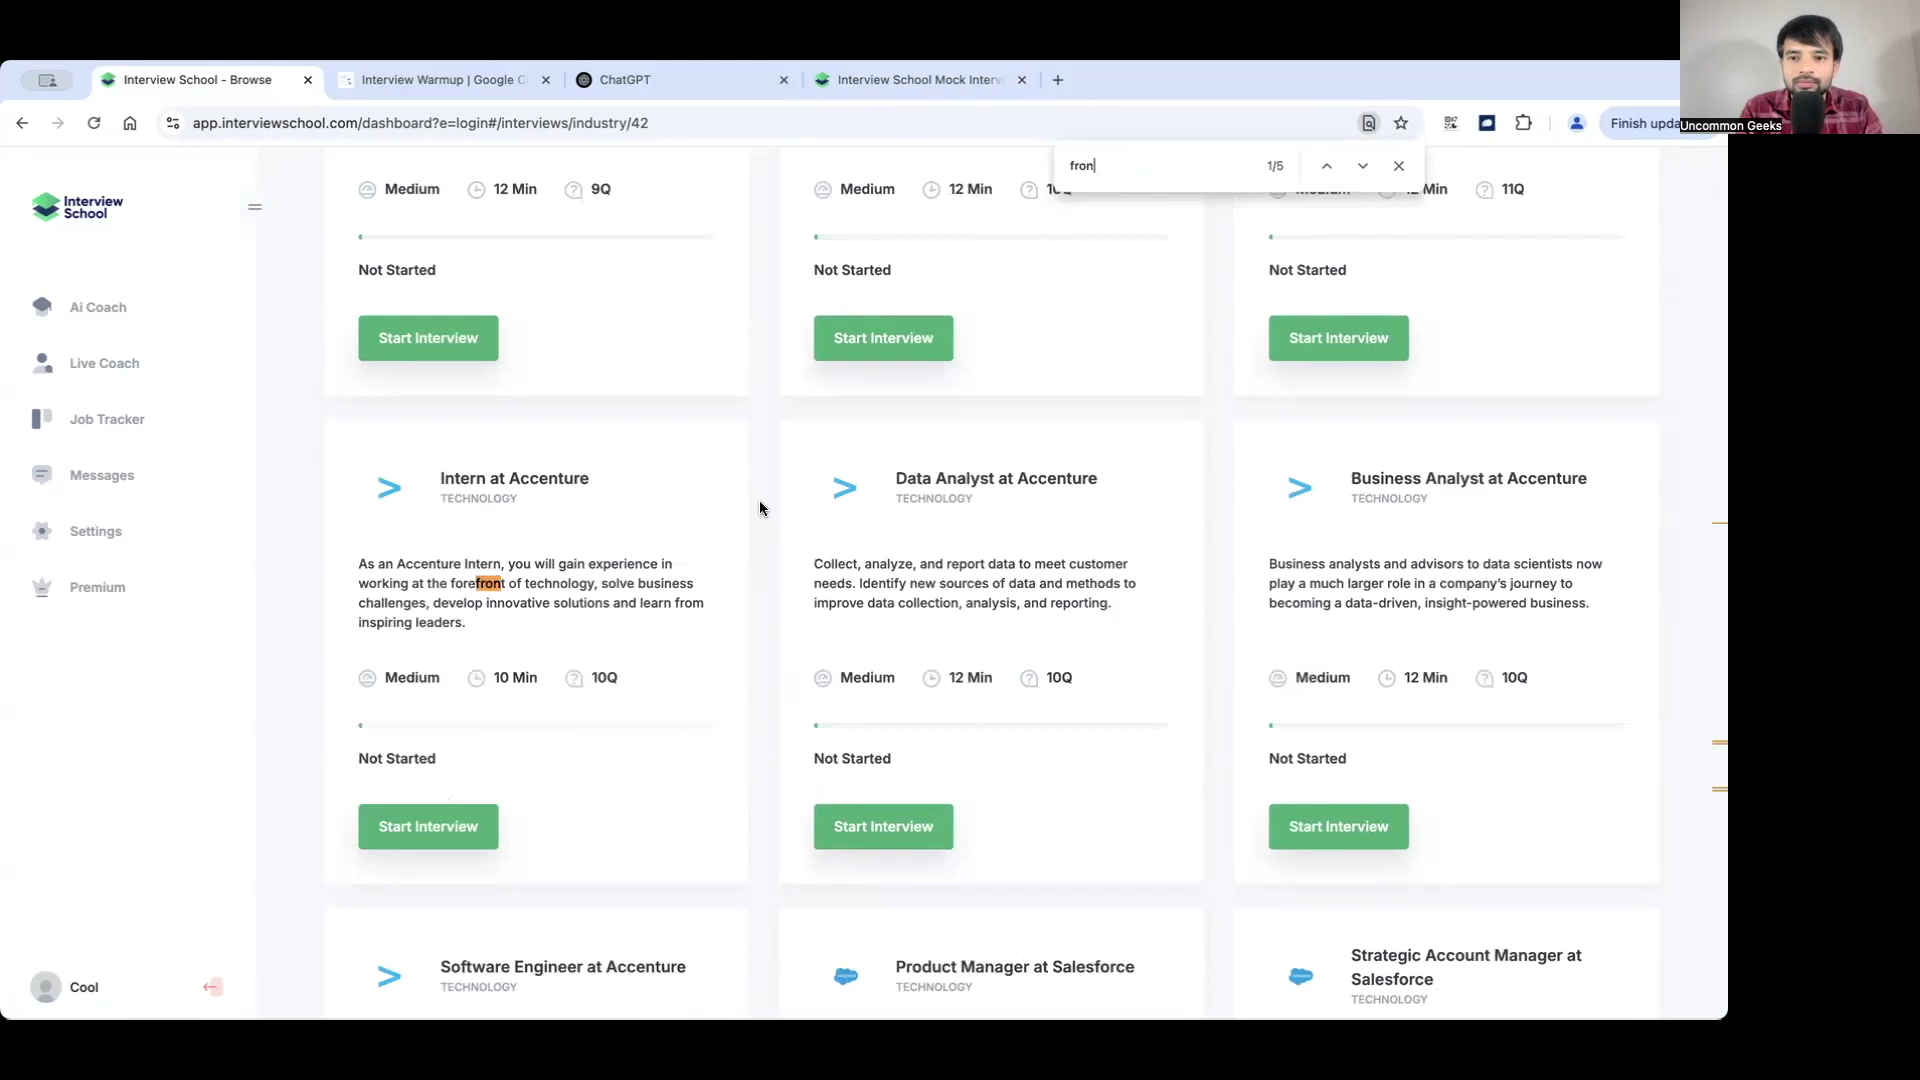 Interview School - Browse
Interview Warmup | Google C
ChatGPT
Interview School Mock Interv
app.interviewschool.com/dashboard?e=login#/interviews/industry/42
Finish upda
Uncommon Geeks
fron
1/5
Interview
School
Ai Coach
Live Coach
Job Tracker
Messages
Settings
Premium
Cool
Medium 12 Min 9Q
Medium 12 Min
Min 11Q
Not Started
Not Started
Not Started
Start Interview
Start Interview
Start Interview
Intern at Accenture
TECHNOLOGY
As an Accenture Intern, you will gain experience in
working at the forefront of technology, solve business
challenges, develop innovative solutions and learn from
inspiring leaders.
Medium 10 Min 10Q
Not Started
Start Interview
Data Analyst at Accenture
TECHNOLOGY
Collect, analyze, and report data to meet customer
needs. Identify new sources of data and methods to
improve data collection, analysis, and reporting.
Medium 12 Min 10Q
Not Started
Start Interview
Business Analyst at Accenture
TECHNOLOGY
Business analysts and advisors to data scientists now
play a much larger role in a company's journey to
becoming a data-driven, insight-powered business.
Medium 12 Min 10Q
Not Started
Start Interview
Software Engineer at Accenture
TECHNOLOGY
Product Manager at Salesforce
TECHNOLOGY
Strategic Account Manager at
Salesforce
TECHNOLOGY